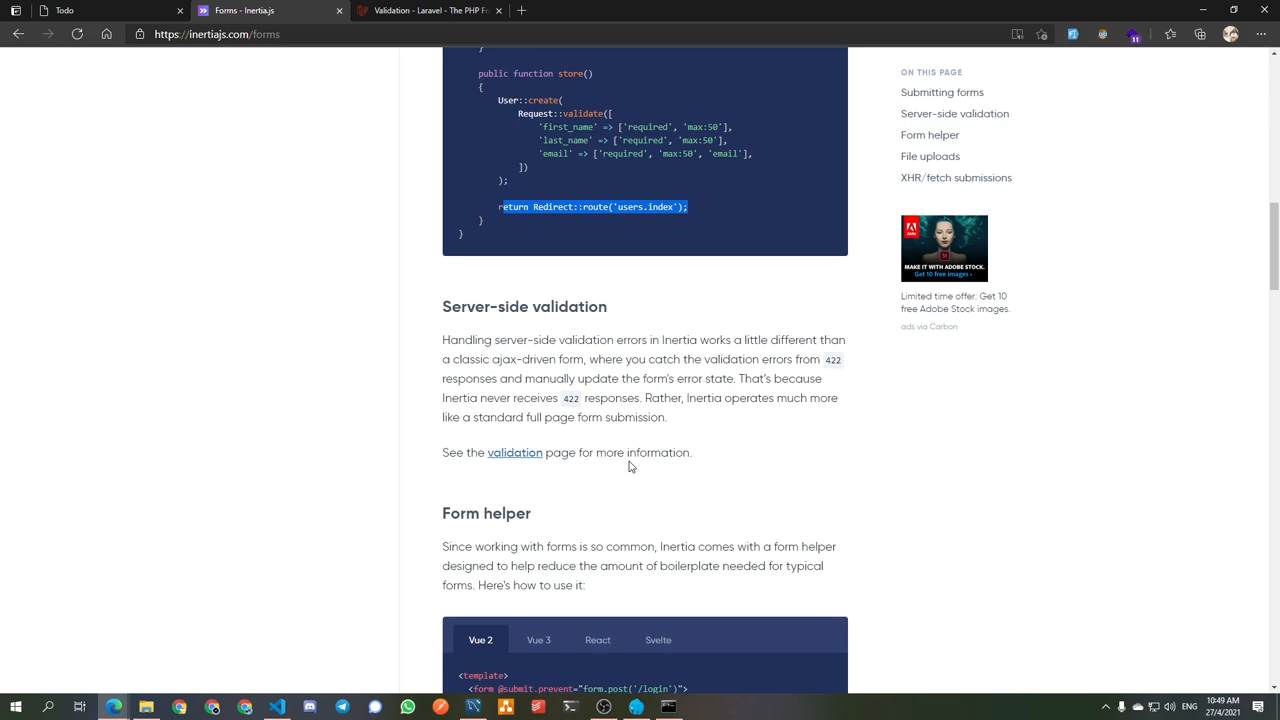 Todo
Forms - Inertia.js
Validation - Laravel - The PHP F
https://inertiajs.com/forms
11
}
public function store()
{
User::create(
Request::validate([
'first_name' => ['required', 'max:50'],
'last_name' => ['required', 'max:50'],
'email' => ['required', 'max:50', 'email'],
])
);
return Redirect::route('users.index');
}
}
Server-side validation
Handling server-side validation errors in Inertia works a little different than
a classic ajax-driven form, where you catch the validation errors from 422
responses and manually update the form's error state. That's because
Inertia never receives 422 responses. Rather, Inertia operates much more
like a standard full page form submission.
See the validation page for more information.
Form helper
Since working with forms is so common, Inertia comes with a form helper
designed to help reduce the amount of boilerplate needed for typical
forms. Here's how to use it:
Vue 2
Vue 3
React
Svelte
<template>
<form @submit.prevent="form.post('/login')">
ON THIS PAGE
Submitting forms
Server-side validation
Form helper
File uploads
XHR/fetch submissions
MAKE IT WITH ADOBE STOCK.
Get 10 free images ›
Limited time offer: Get 10
free Adobe Stock images.
ads via Carbon
ENG
10:49 AM
27/4/2021